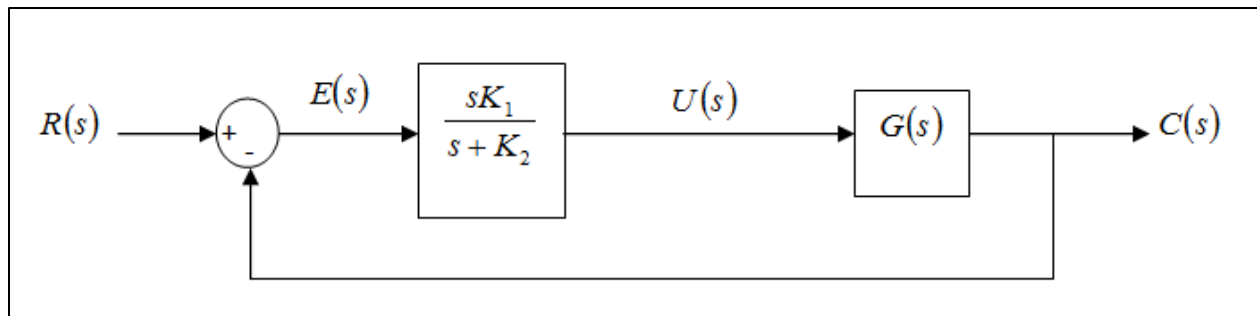 R(s)
+
-
E(s)
sK₁
s + K₂
U(s)
G(s)
C(s)